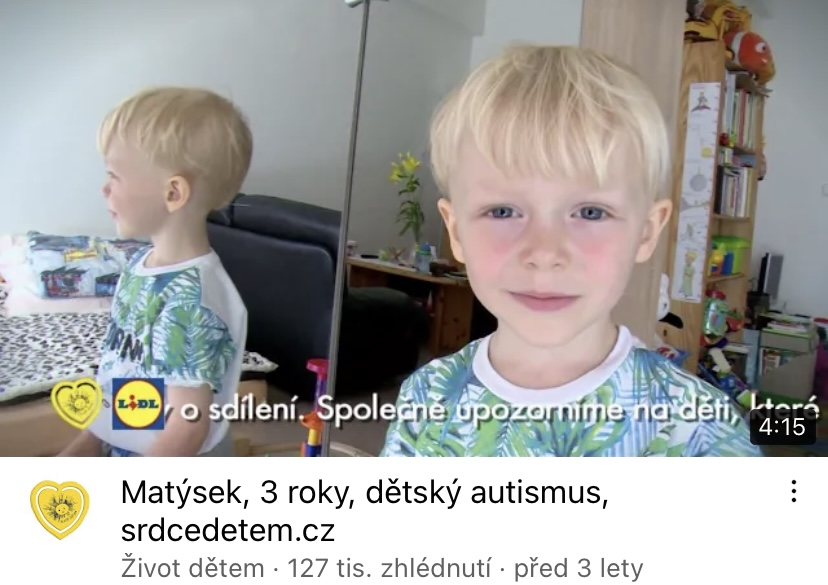 LIDL
y o sdílení. Společně upozorníme na děti, které
4:15
Matýsek, 3 roky, dětský autismus,
srdcedetem.cz
Život dětem · 127 tis. zhlédnutí · před 3 lety